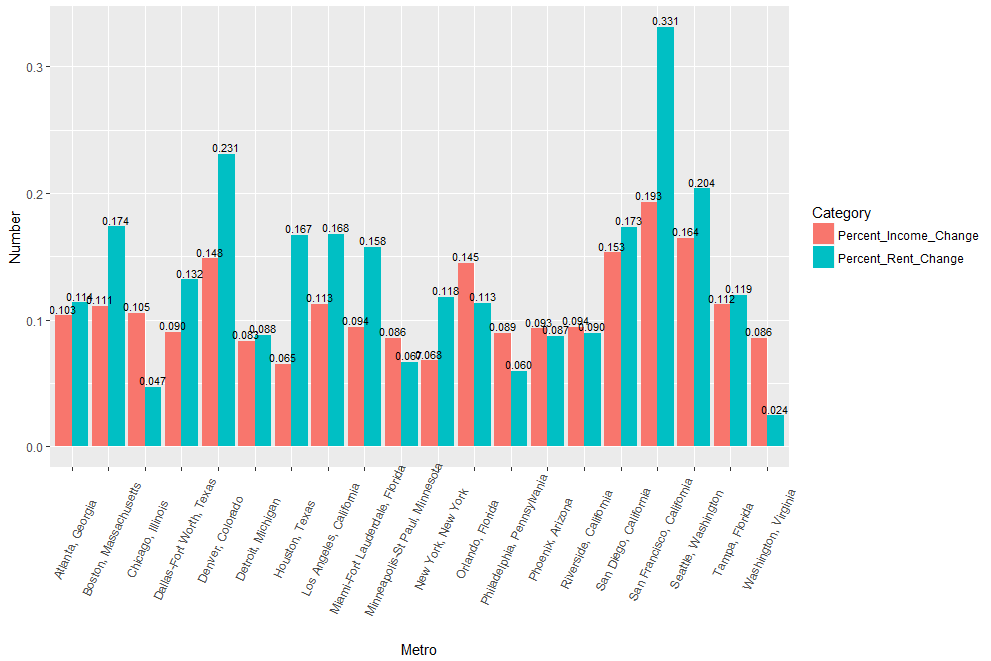 Number
0.3
0.2
0.1
0.0
0.103
0.114
0.111
0.174
0.105
0.047
0.090
0.132
0.148
0.231
0.083
0.088
0.065
0.167
0.113
0.168
0.094
0.158
0.086
0.067
0.068
0.118
0.145
0.113
0.089
0.060
0.093
0.087
0.094
0.090
0.153
0.173
0.193
0.331
0.164
0.204
0.112
0.119
0.086
0.024
Atlanta, Georgia
Boston, Massachusetts
Chicago, Illinois
Dallas-Fort Worth, Texas
Denver, Colorado
Detroit, Michigan
Houston, Texas
Los Angeles, California
Miami-Fort Lauderdale, Florida
Minneapolis-St Paul, Minnesota
New York, New York
Orlando, Florida
Philadelphia, Pennsylvania
Phoenix, Arizona
Riverside, California
San Diego, California
San Francisco, California
Seattle, Washington
Tampa, Florida
Washington, Virginia
Metro
Category
Percent_Income_Change
Percent_Rent_Change